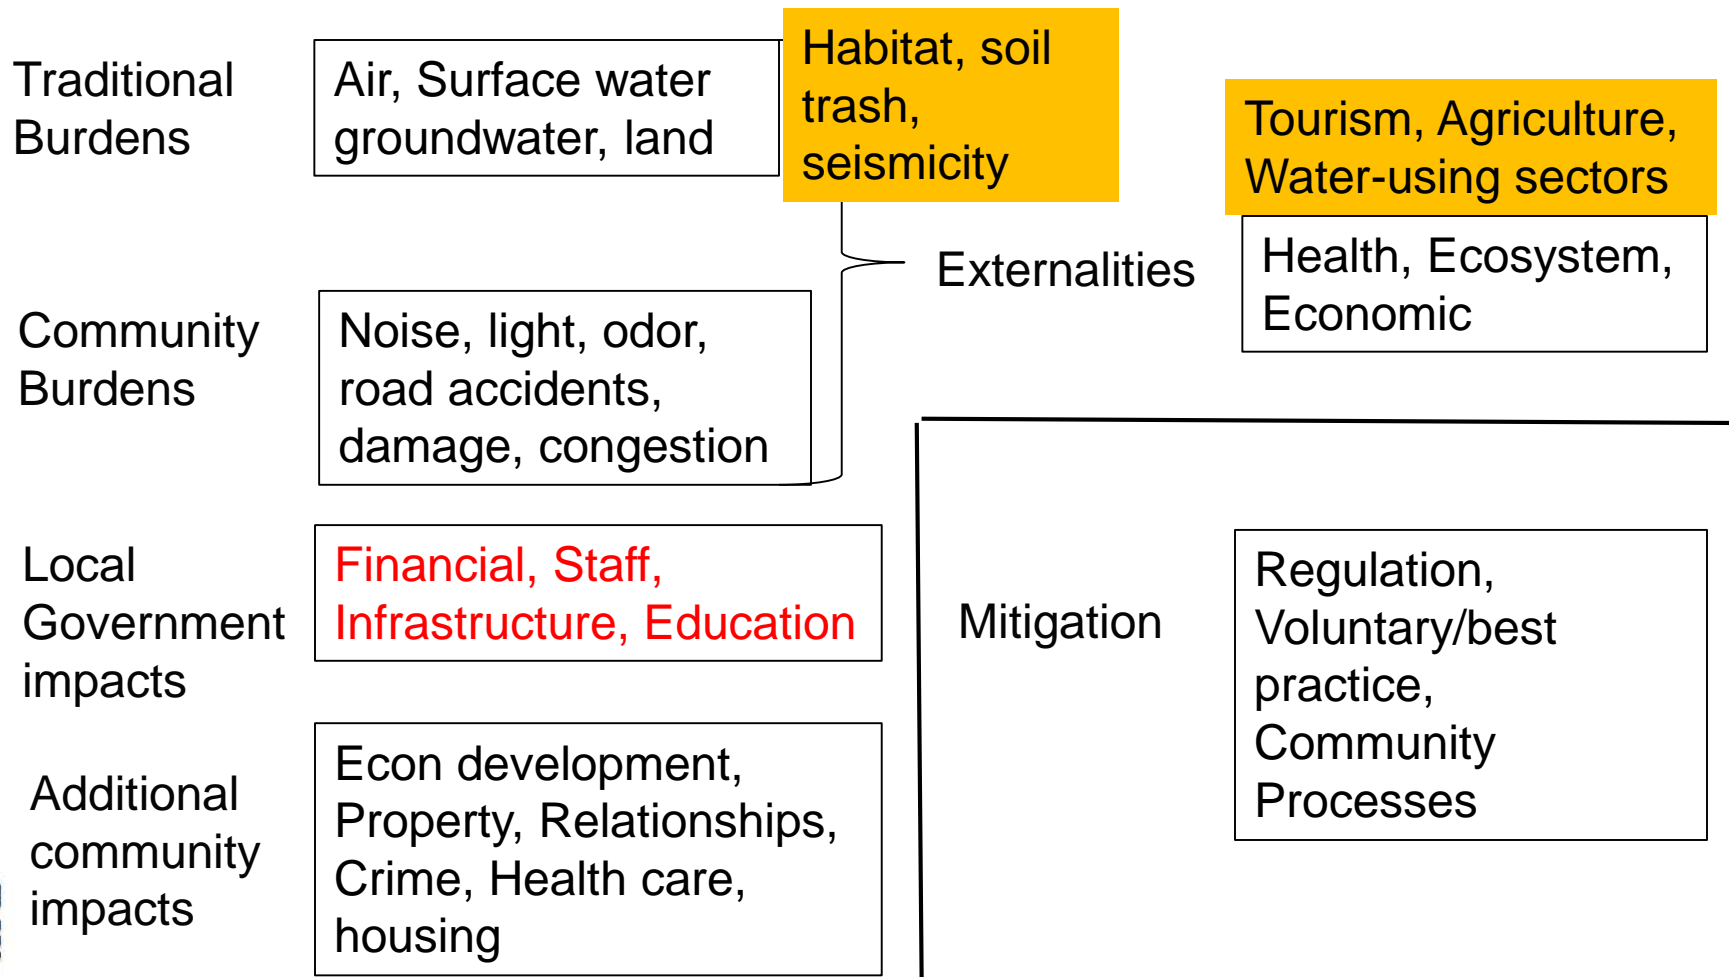 Traditional
Burdens
Air, Surface water
groundwater, land
Habitat, soil
trash,
seismicity
Tourism, Agriculture,
Water-using sectors
Health, Ecosystem,
Economic
Externalities
Community
Burdens
Noise, light, odor,
road accidents,
damage, congestion
Local
Government
impacts
Financial, Staff,
Infrastructure, Education
Mitigation
Regulation,
Voluntary/best
practice,
Community
Processes
Additional
community
impacts
Econ development,
Property, Relationships,
Crime, Health care,
housing